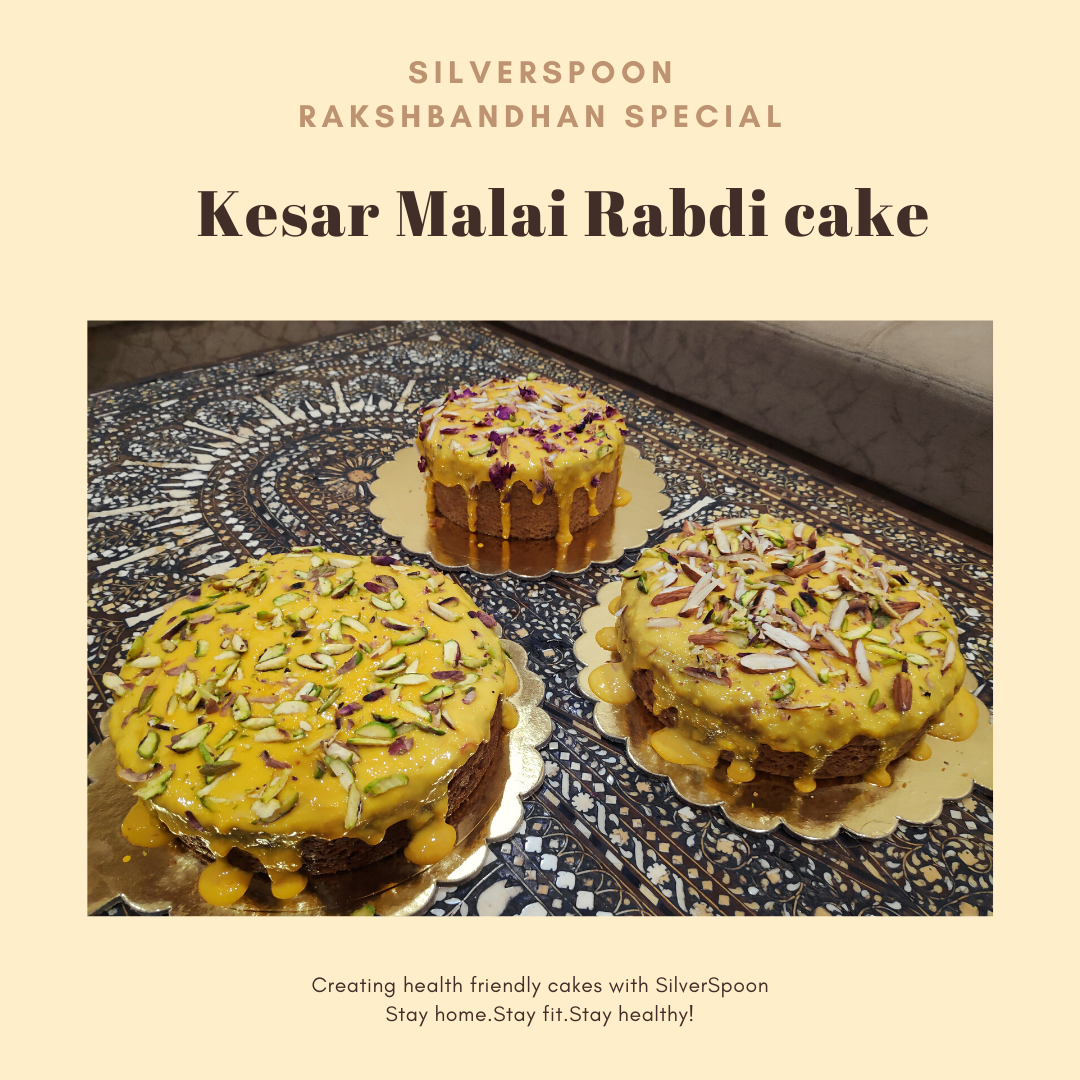 SILVERSPOON
RAKSHBANDHAN SPECIAL
Kesar Malai Rabdi cake
Creating health friendly cakes with SilverSpoon
Stay home.Stay fit.Stay healthy!